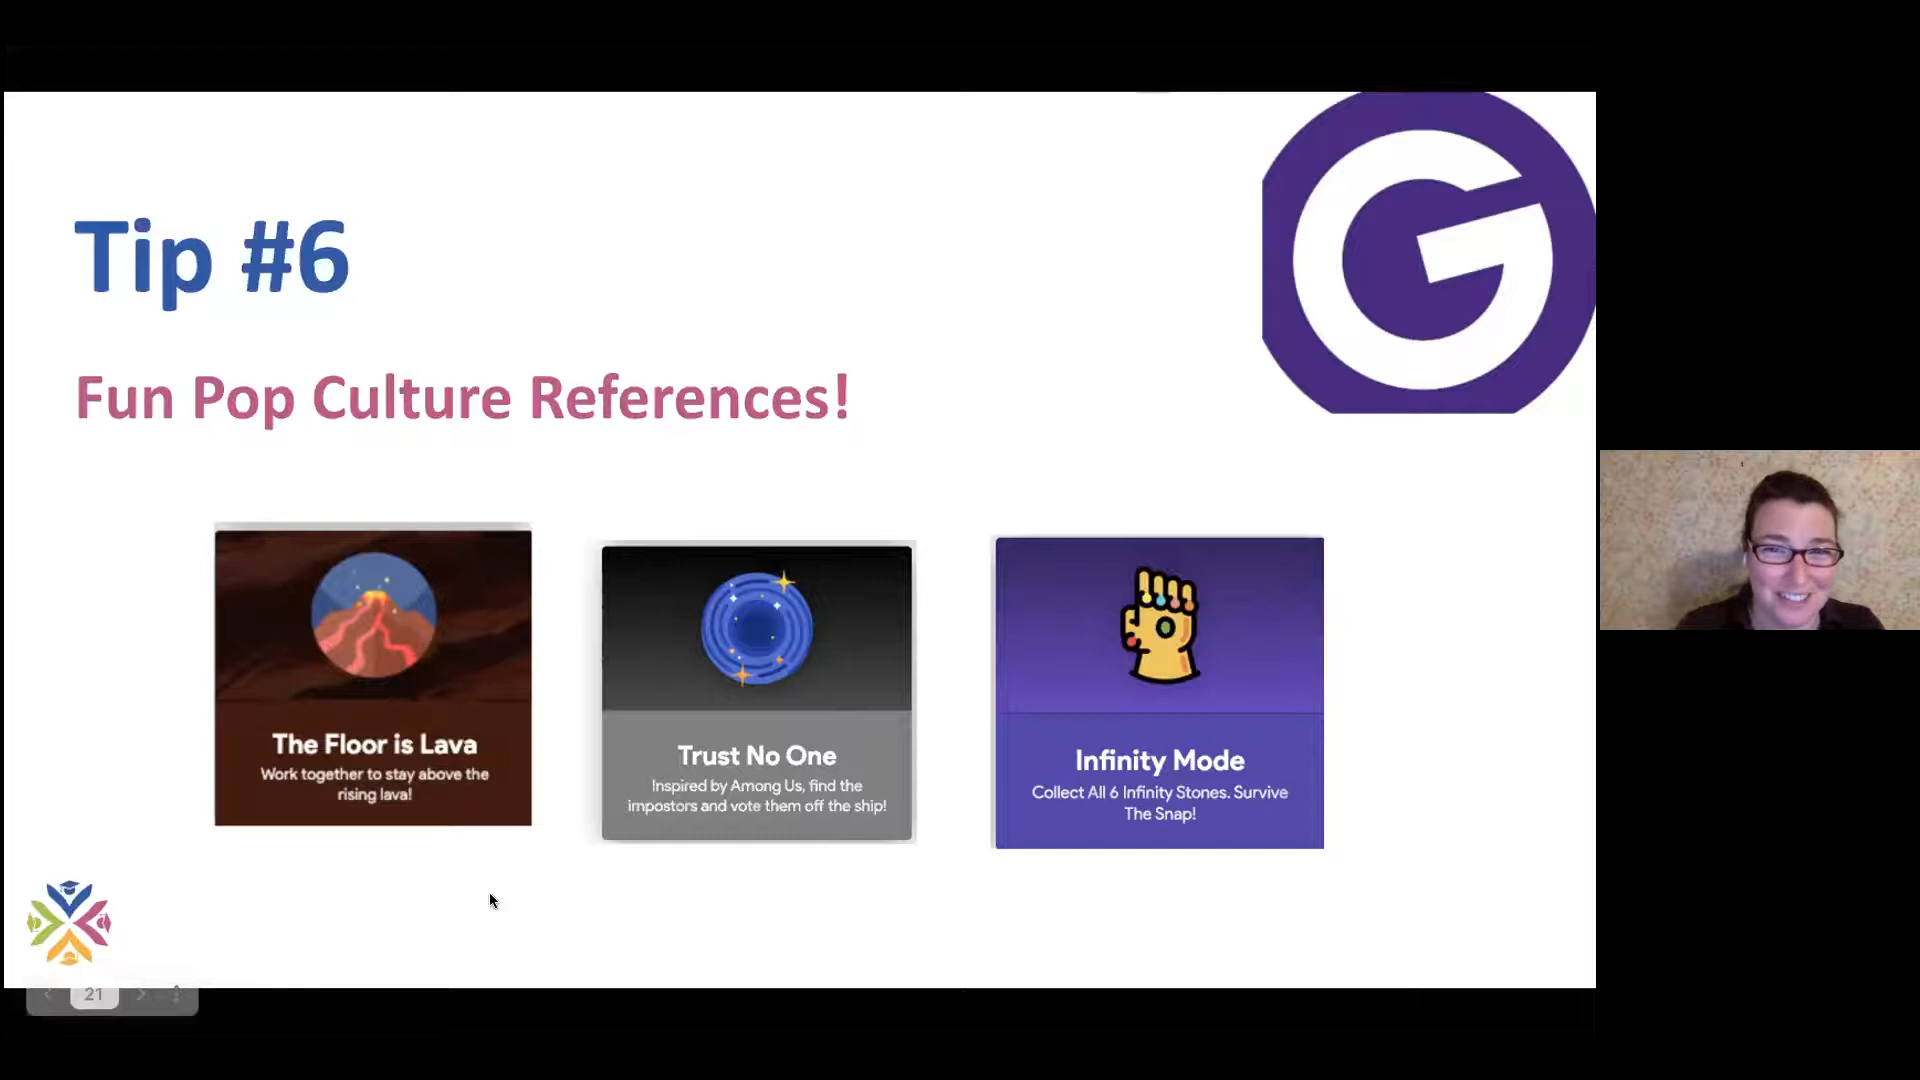 Tip #6
Fun Pop Culture References!
The Floor is Lava
Work together to stay above the
rising lava!
Trust No One
Inspired by Among Us, find the
impostors and vote them off the ship!
Infinity Mode
Collect All 6 Infinity Stones. Survive
The Snap!
G
21